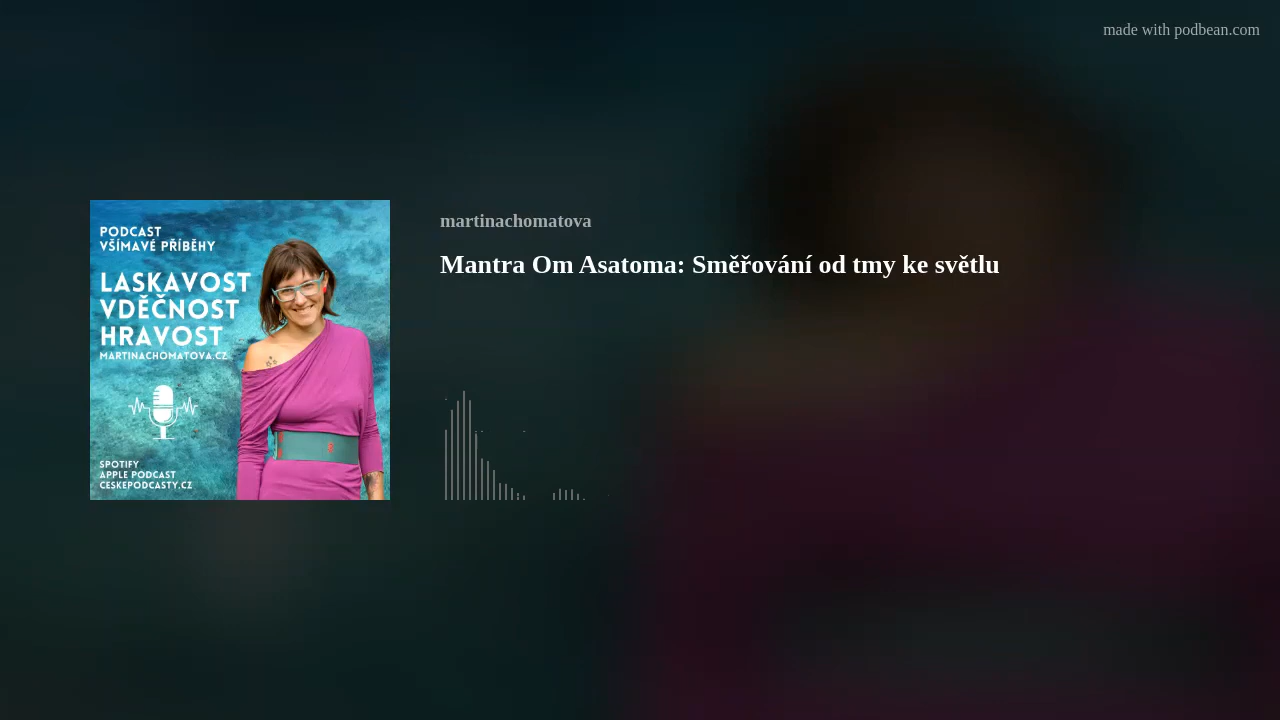 made with podbean.com
PODCAST
VŠÍMAVÉ PŘÍBĚHY
LASKAVOST
VDĚČNOST
HRAVOST
MARTINACHOMATOVA.CZ
SPOTIFY
APPLE PODCAST
CESKEPODCASTY.CZ
martinachomatova
Mantra Om Asatoma: Směřování od tmy ke světlu